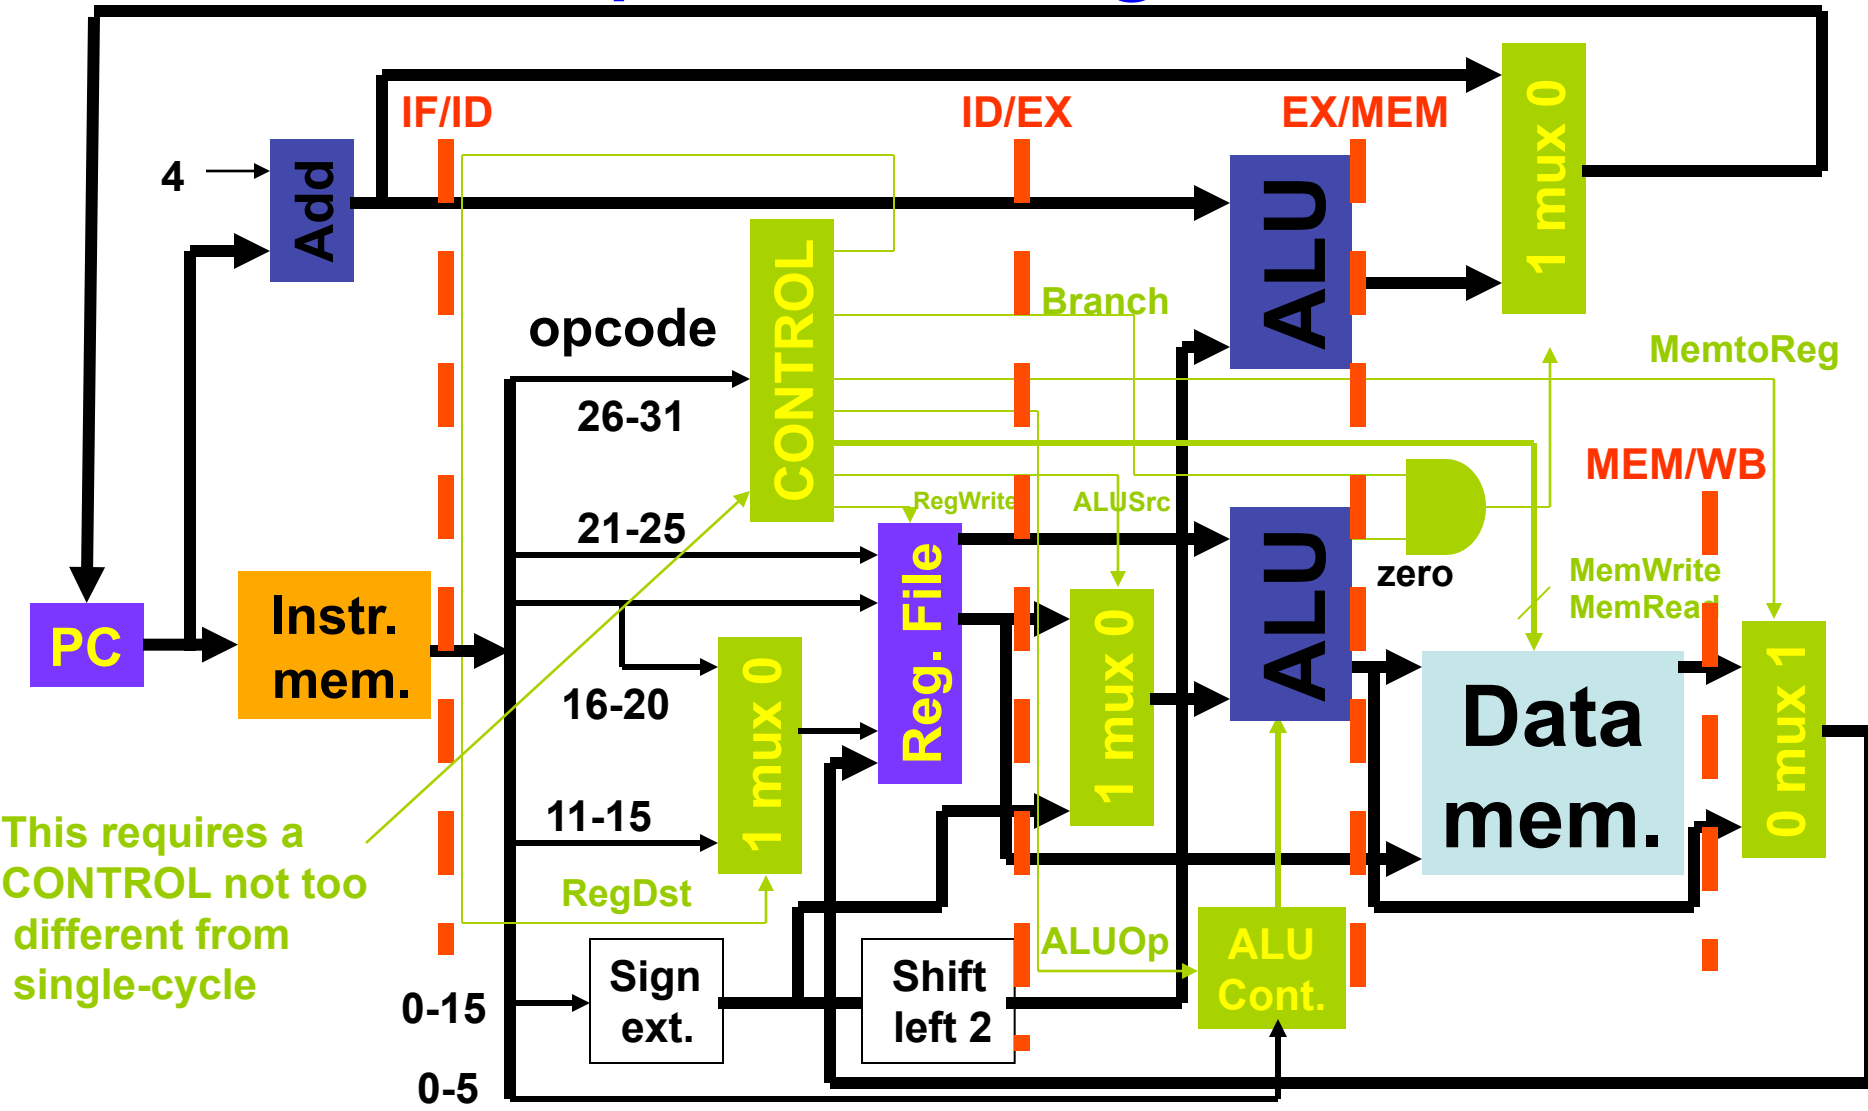 IF/ID
ID/EX
EX/MEM
1 mux 0
4
Add
ALU
Branch
opcode
CONTROL
MemtoReg
26-31
MEM/WB
RegWrite
ALUSrc
21-25
Reg. File
ALU
zero
MemWrite
MemRead
PC
Instr.
mem.
16-20
1 mux 0
1 mux 0
Data
mem.
0 mux 1
11-15
This requires a
CONTROL not too
different from
single-cycle
RegDst
ALUOp
ALU
Cont.
Sign
ext.
Shift
left 2
0-15
0-5